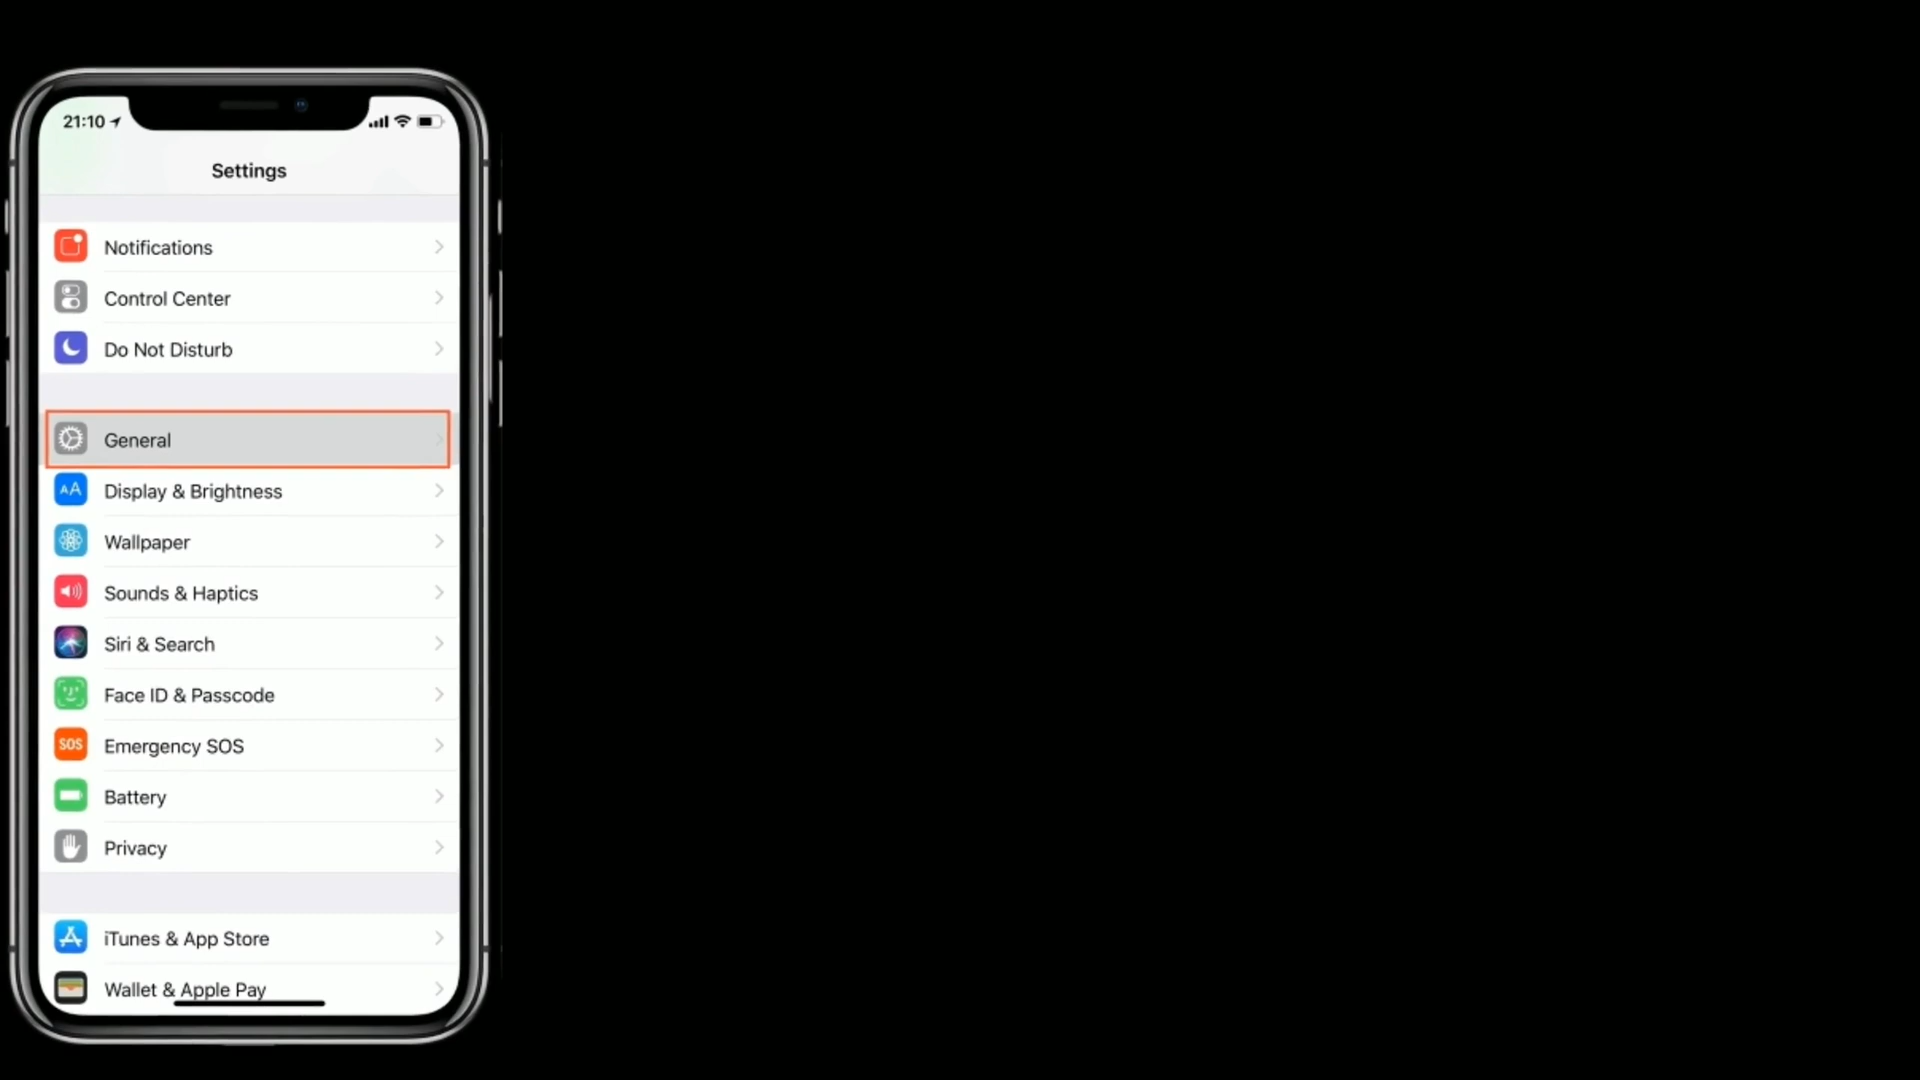 21:10
Settings
Notifications
Control Center
Do Not Disturb
General
AA Display & Brightness
Wallpaper
Sounds & Haptics
Siri & Search
Face ID & Passcode
SOS Emergency SOS
Battery
Privacy
iTunes & App Store
Wallet & Apple Pay